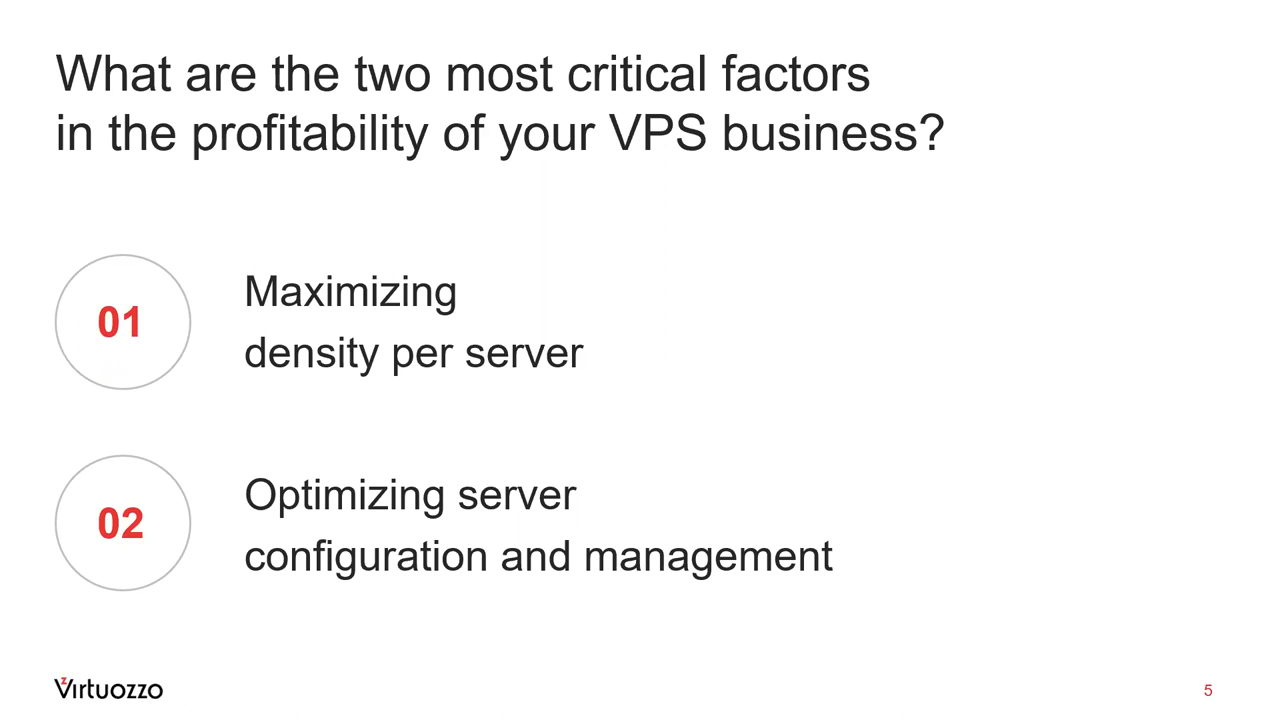 What are the two most critical factors
in the profitability of your VPS business?
01
Maximizing
density per server
02
Optimizing server
configuration and management
Virtuozzo
5